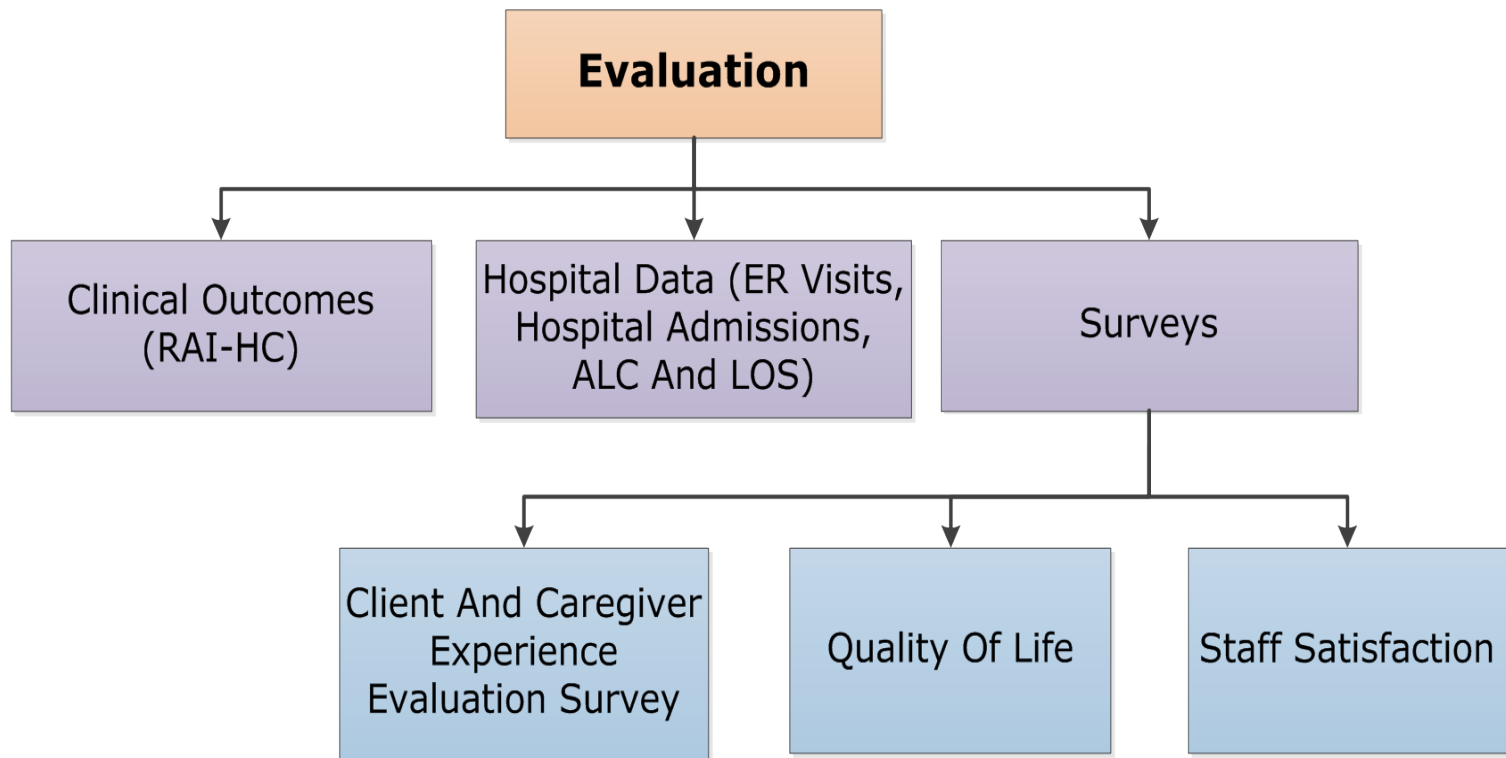 Evaluation
Clinical Outcomes
(RAI-HC)
Hospital Data (ER Visits,
Hospital Admissions,
ALC And LOS)
Surveys
Client And Caregiver
Experience
Evaluation Survey
Quality Of Life
Staff Satisfaction